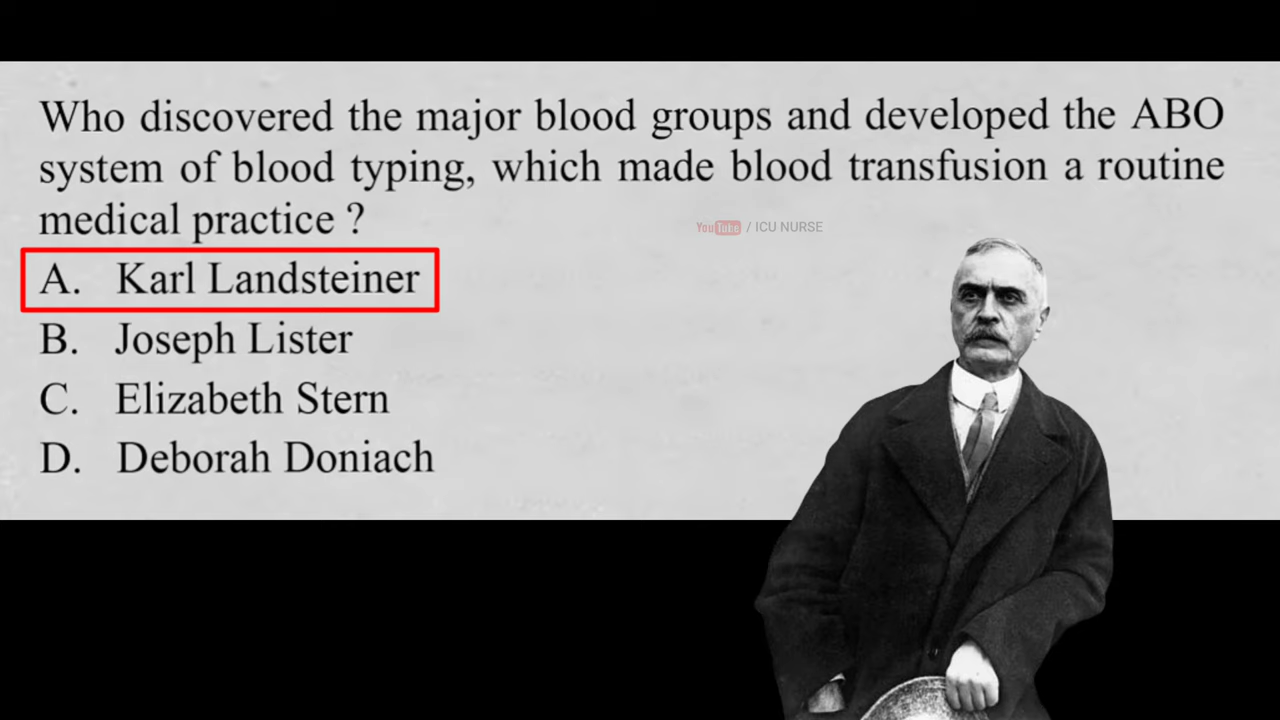 Who discovered the major blood groups and developed the ABO
system of blood typing, which made blood transfusion a routine
medical practice ?
YouTube / ICU NURSE
A. Karl Landsteiner
B. Joseph Lister
C. Elizabeth Stern
D. Deborah Doniach